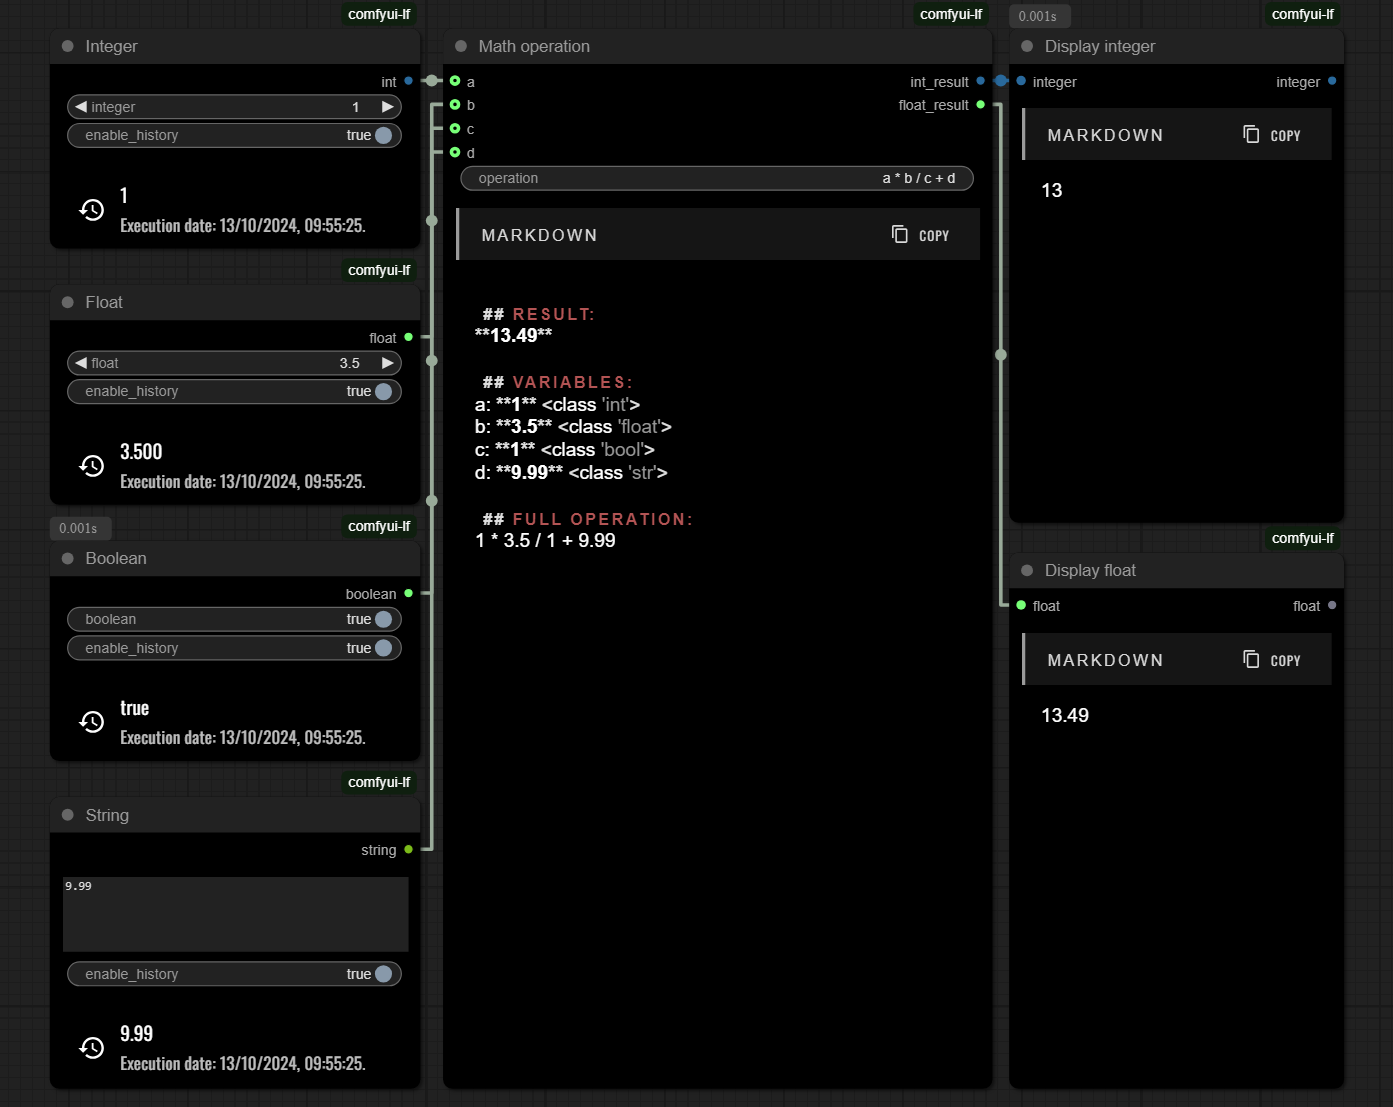 comfyui-lf
Integer
int
integer 1
enable_history true
1
Execution date: 13/10/2024, 09:55:25.
comfyui-lf
Float
float
float 3.5
enable_history true
3.500
Execution date: 13/10/2024, 09:55:25.
0.001s
comfyui-lf
Boolean
boolean
boolean true
enable_history true
true
Execution date: 13/10/2024, 09:55:25.
comfyui-lf
String
string
9.99
enable_history true
9.99
Execution date: 13/10/2024, 09:55:25.
comfyui-lf
Math operation
a int_result
b float_result
c
d
operation a * b / c + d
MARKDOWN COPY
## RESULT:
**13.49**
## VARIABLES:
a: **1** <class 'int'>
b: **3.5** <class 'float'>
c: **1** <class 'bool'>
d: **9.99** <class 'str'>
## FULL OPERATION:
1 * 3.5 / 1 + 9.99
0.001s
comfyui-lf
Display integer
integer integer
MARKDOWN COPY
13
comfyui-lf
Display float
float float
MARKDOWN COPY
13.49